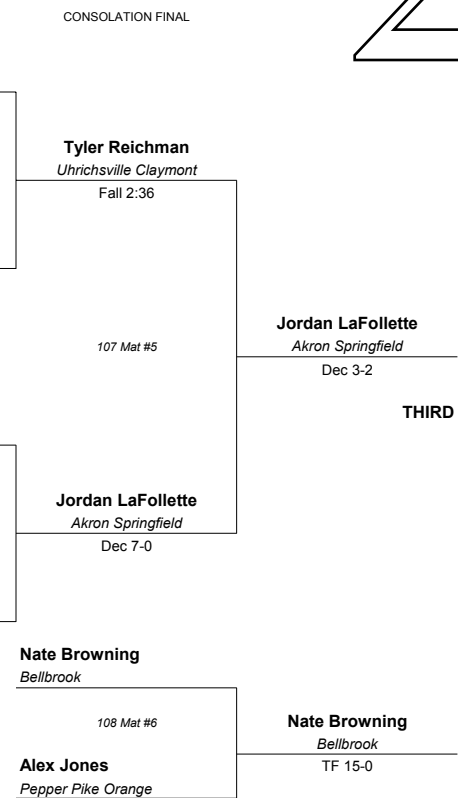 CONSOLATION FINAL
Tyler Reichman
Uhrichsville Claymont
Fall 2:36
107 Mat #5
Jordan LaFollette
Akron Springfield
Dec 3-2
THIRD
Jordan LaFollette
Akron Springfield
Dec 7-0
Nate Browning
Bellbrook
108 Mat #6
Nate Browning
Bellbrook
TF 15-0
Alex Jones
Pepper Pike Orange